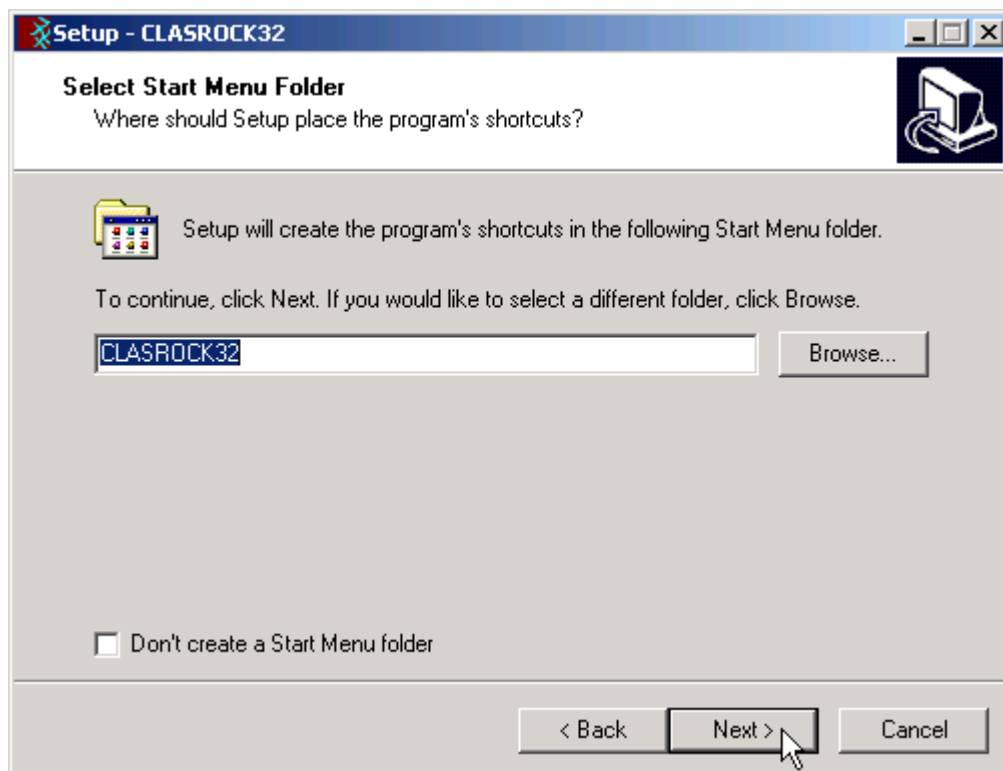 Setup - CLASROCK32
Select Start Menu Folder
Where should Setup place the program's shortcuts?
Setup will create the program's shortcuts in the following Start Menu folder.
To continue, click Next. If you would like to select a different folder, click Browse.
CLASROCK32
Browse...
Don't create a Start Menu folder
< Back
Next >
Cancel